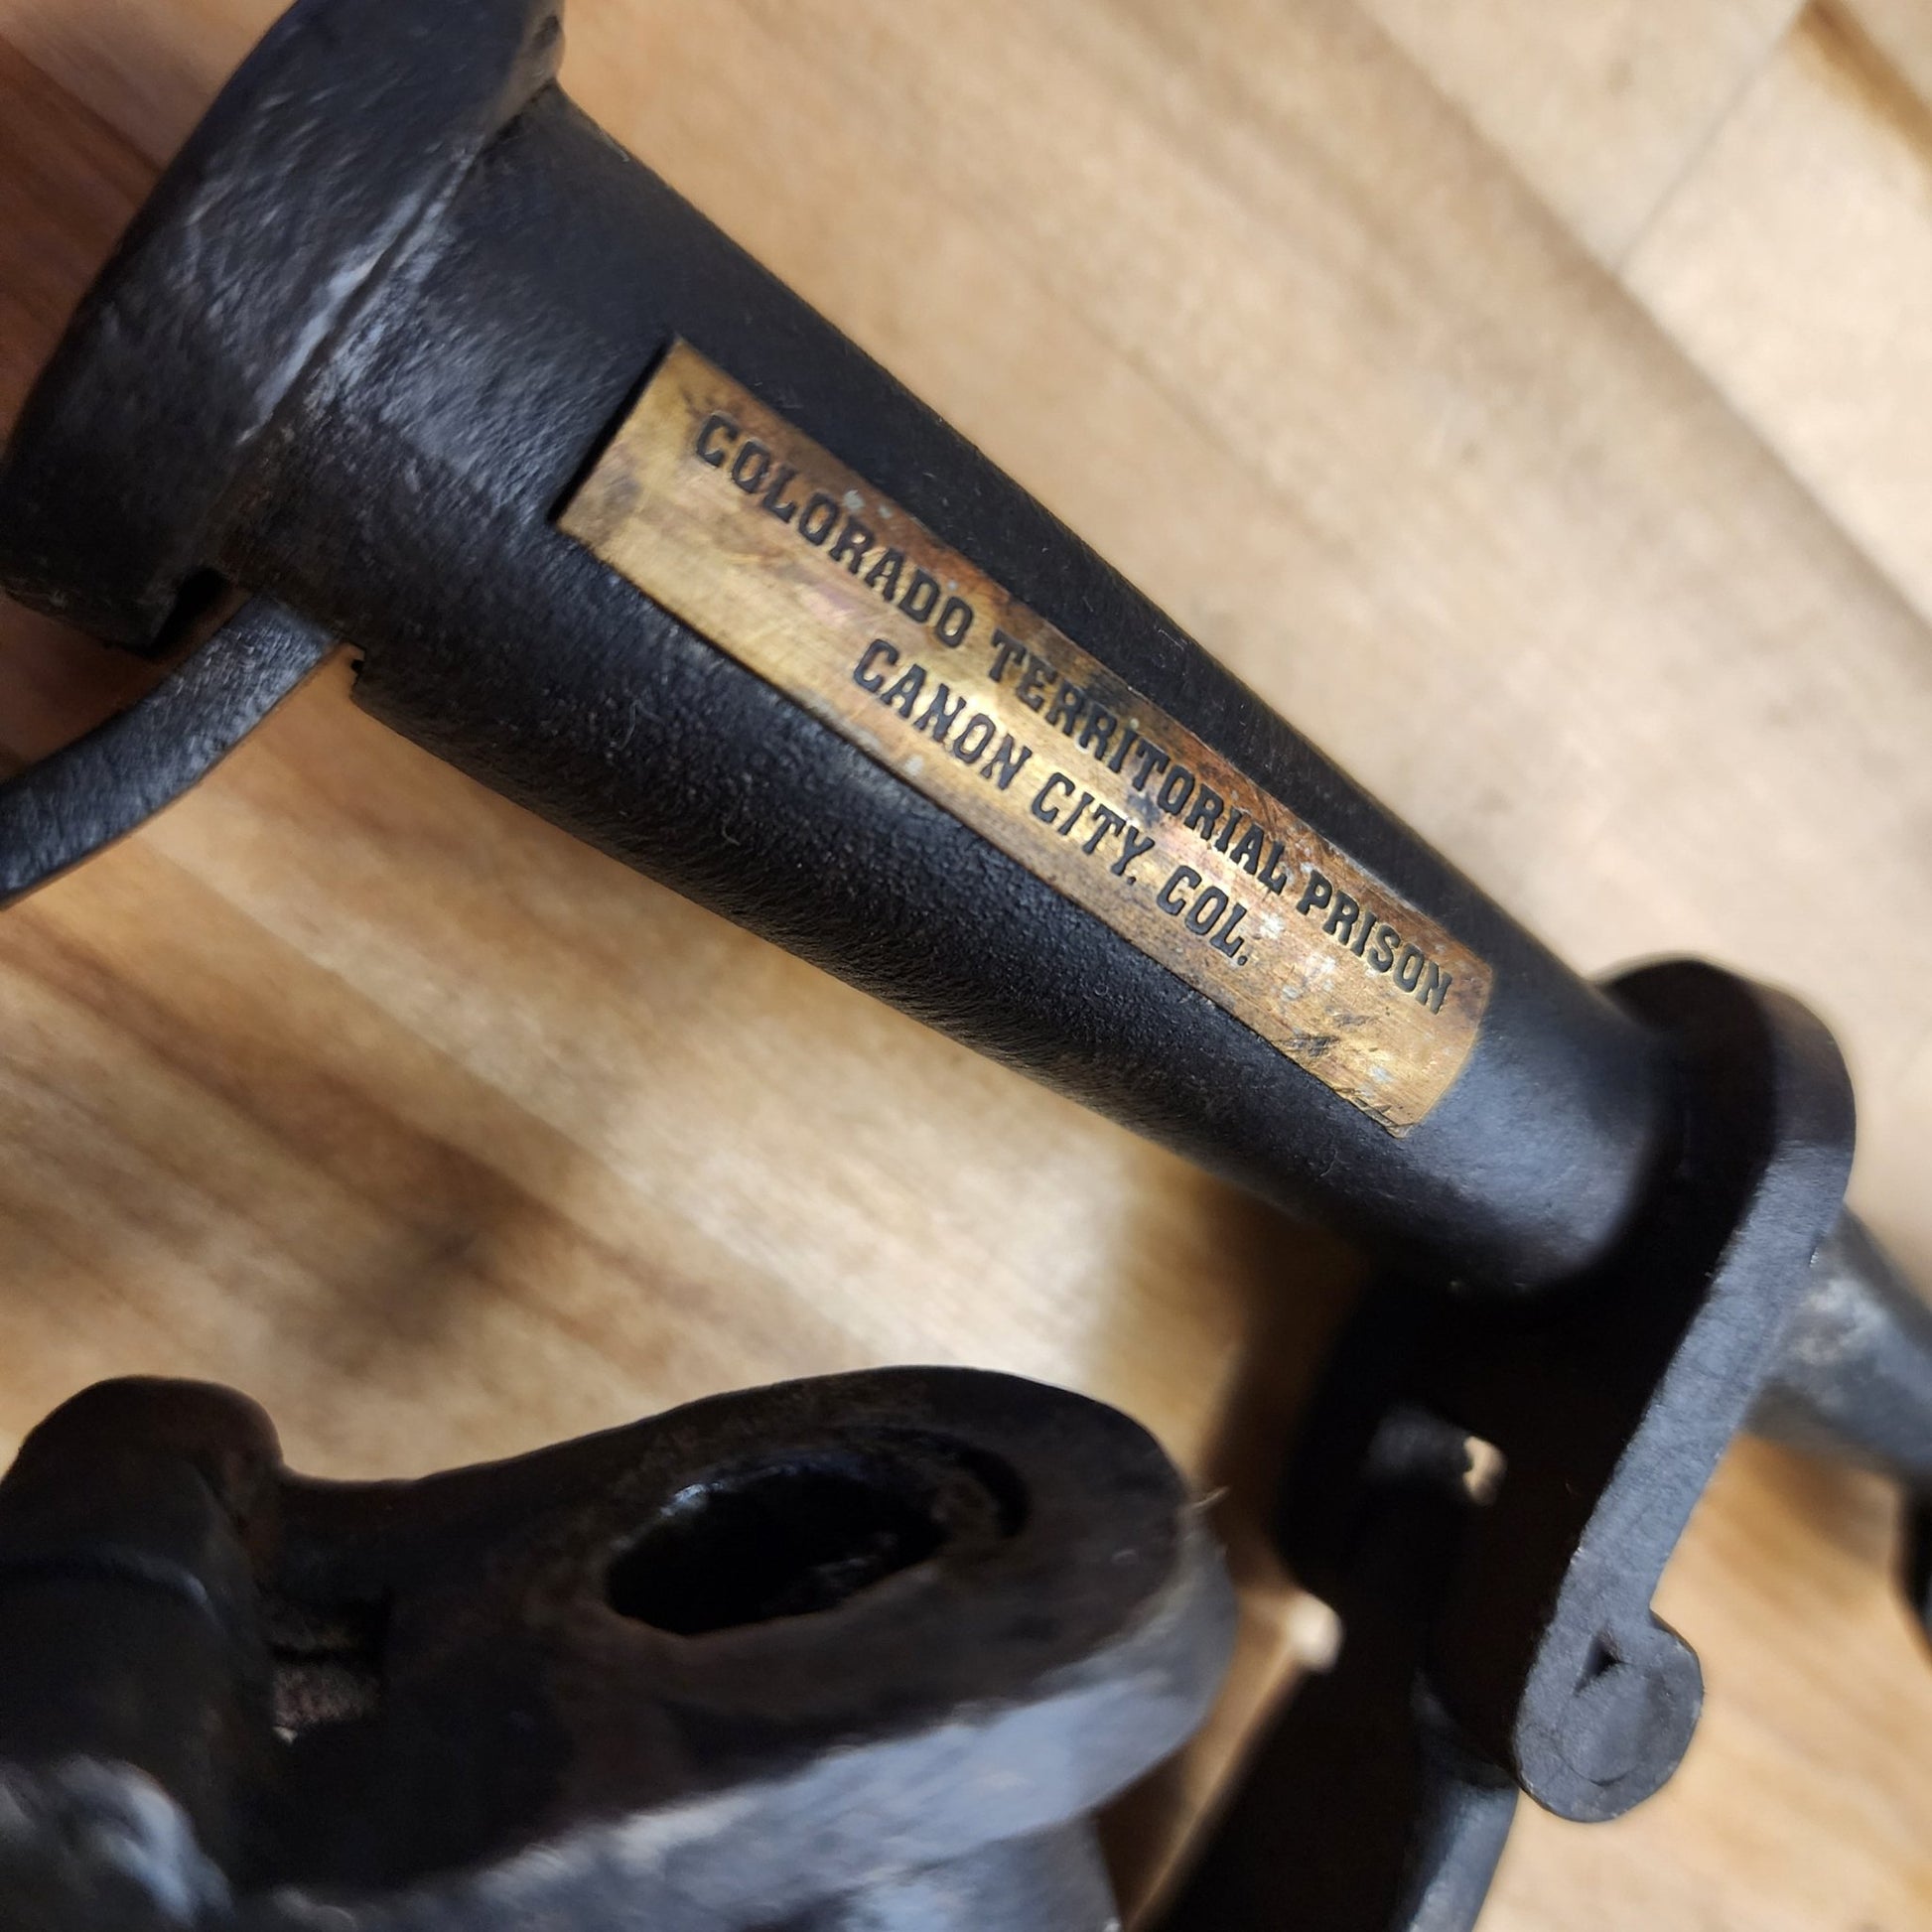 COLORADO TERRITORIAL PRISON
CANON CITY. COL.